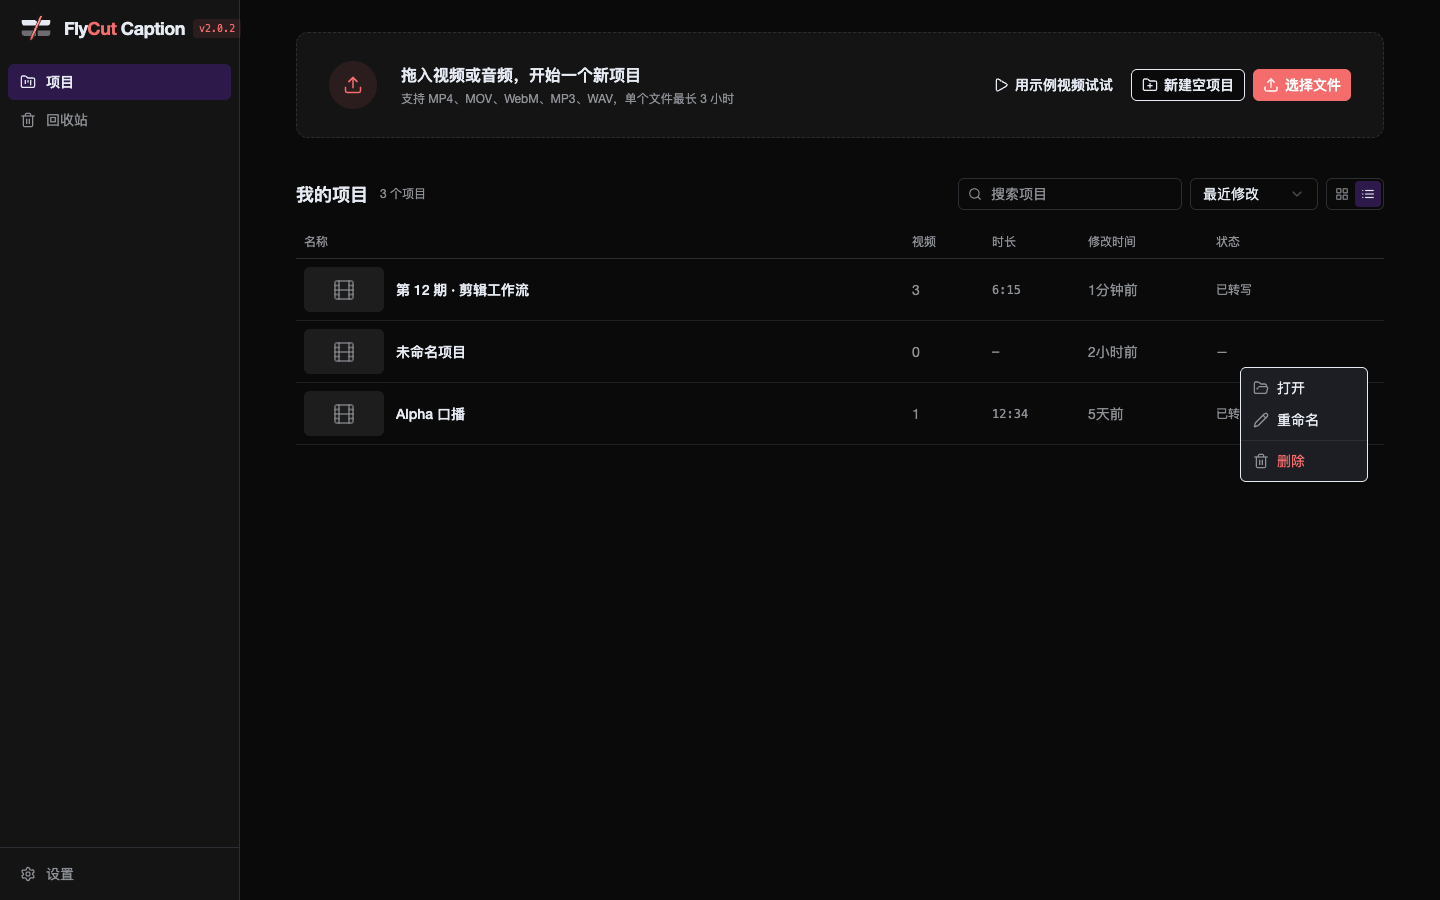 FlyCut Caption v2.0.2
项目
回收站
拖入视频或音频，开始一个新项目
支持 MP4、MOV、WebM、MP3、WAV，单个文件最长 3 小时
用示例视频试试
新建空项目
选择文件
我的项目 3 个项目
搜索项目
最近修改
名称 视频 时长 修改时间 状态
第 12 期 · 剪辑工作流 3 6:15 1分钟前 已转写
未命名项目 0 – 2小时前 —
Alpha 口播 1 12:34 5天前 已转
打开
重命名
删除
设置